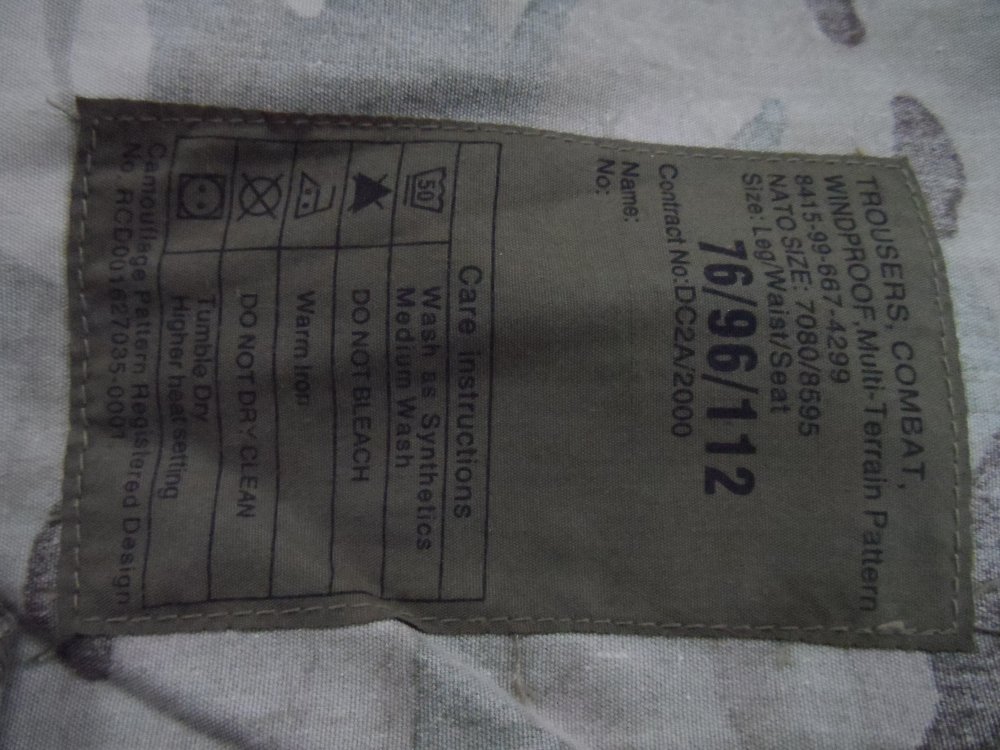 TROUSERS, COMBAT,
WINDPROOF, Multi-Terrain Pattern
8415-99-667-4299
NATO SIZE: 7080/8595
Size: Leg/Waist/Seat
76/96/112
Contract No:DC2A/2000
Name:
No:
Care instructions
50 Wash as Synthetics
Medium Wash
DO NOT BLEACH
Warm Iron
DO NOT DRY CLEAN
Tumble Dry
Higher heat setting
Camouflage Pattern Registered Design
No. RCD001627035-0001